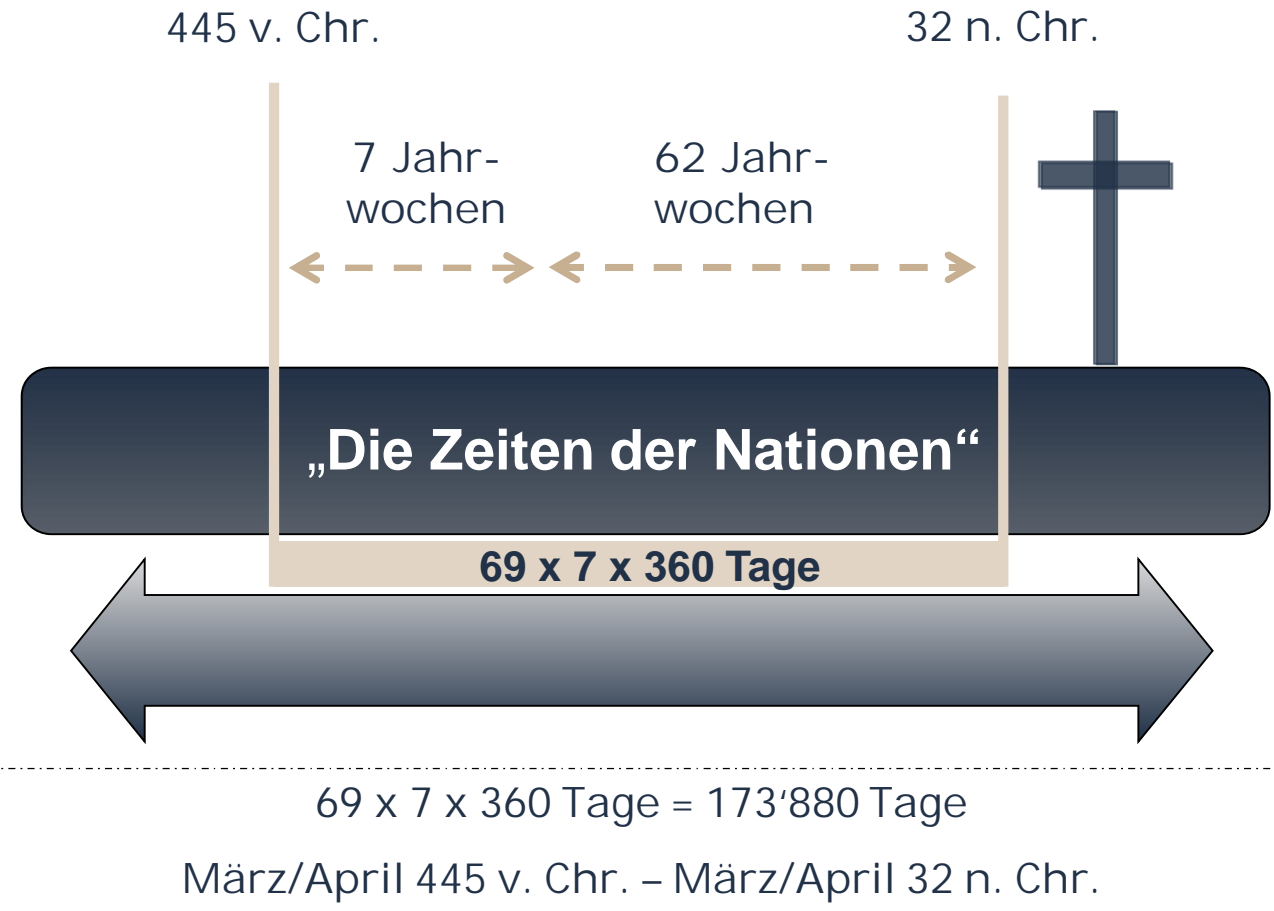 445 v. Chr.
32 n. Chr.
7 Jahr-
wochen
62 Jahr-
wochen
„Die Zeiten der Nationen“
69 x 7 x 360 Tage
69 x 7 x 360 Tage = 173‘880 Tage
März/April 445 v. Chr. – März/April 32 n. Chr.